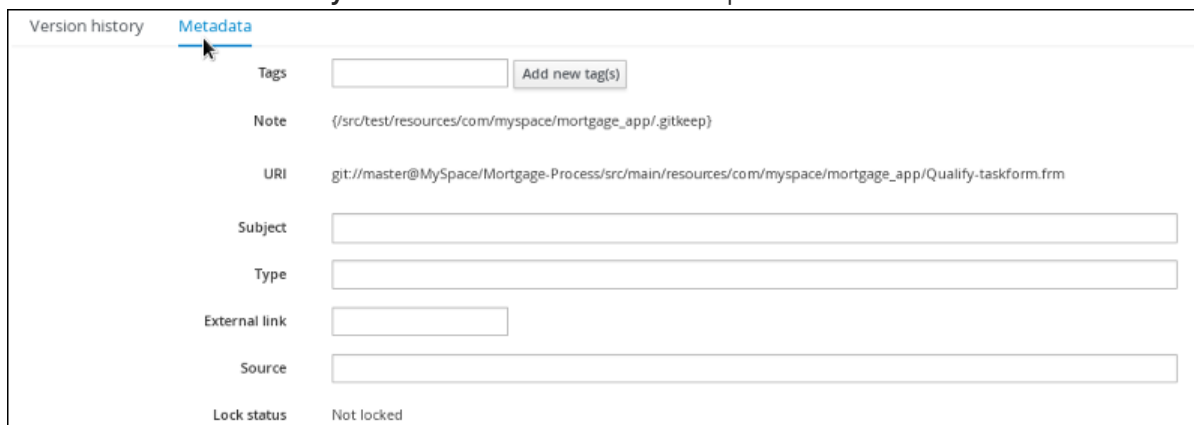 Version history Metadata
Tags Add new tag(s)
Note {/src/test/resources/com/myspace/mortgage_app/.gitkeep}
URI git://master@MySpace/Mortgage-Process/src/main/resources/com/myspace/mortgage_app/Qualify-taskform.frm
Subject
Type
External link
Source
Lock status Not locked